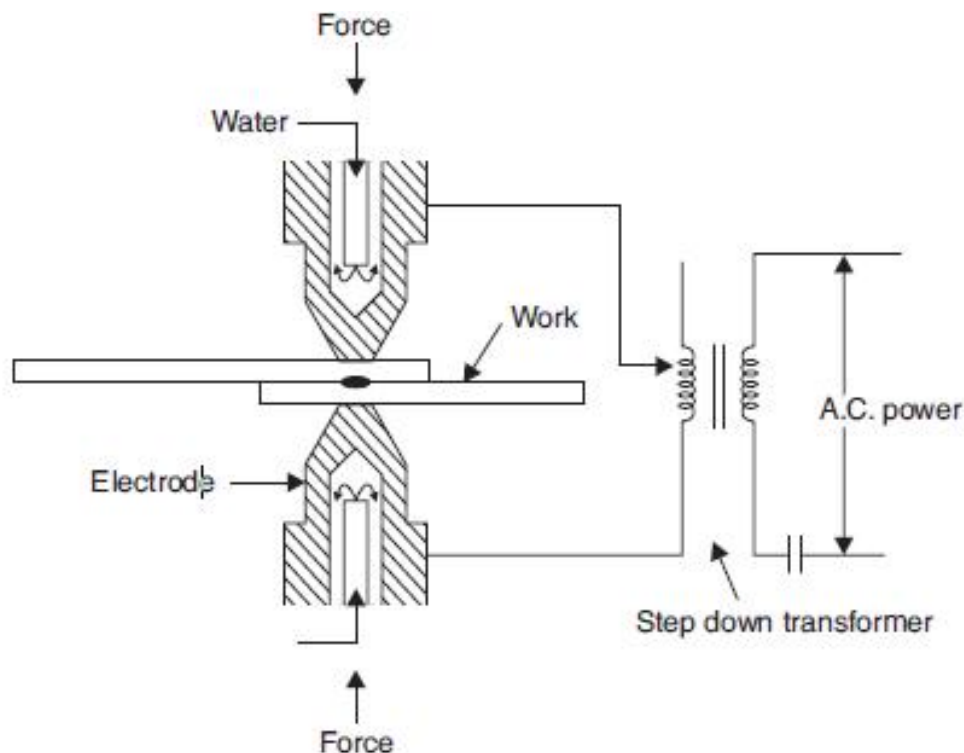 Force
Water
Work
A.C. power
Electrode
Step down transformer
Force